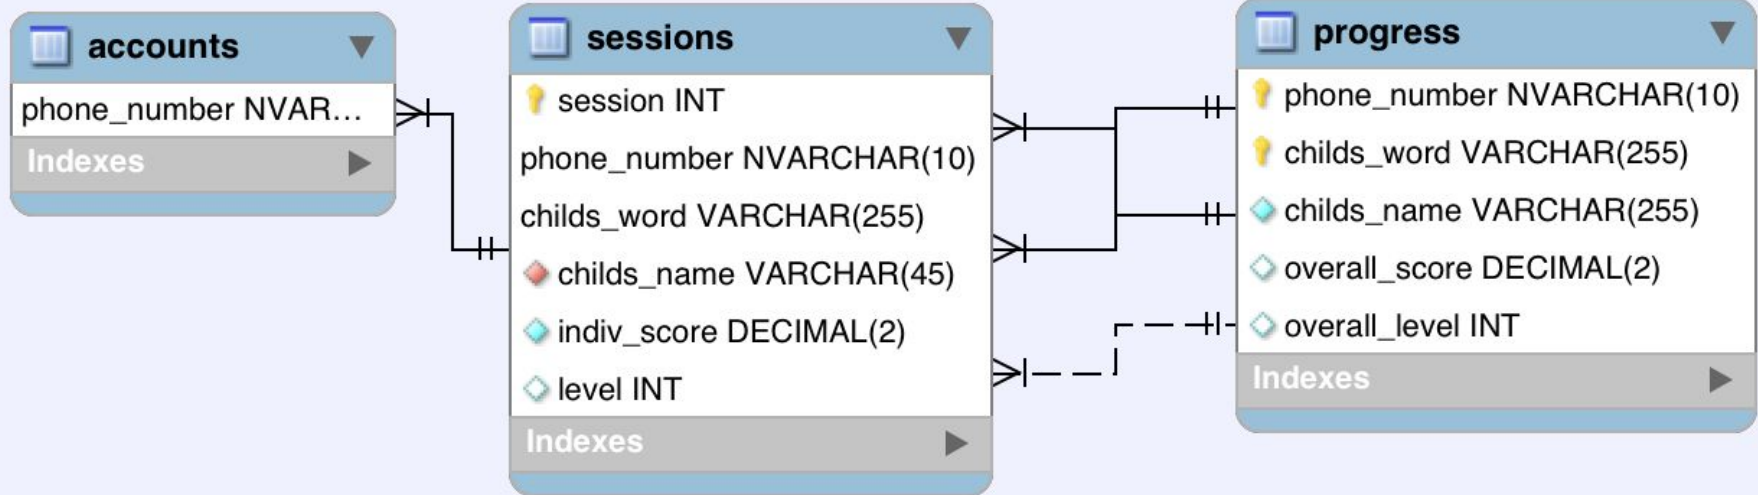 accounts
phone_number NVAR...
Indexes
sessions
session INT
phone_number NVARCHAR(10)
childs_word VARCHAR(255)
childs_name VARCHAR(45)
indiv_score DECIMAL(2)
level INT
Indexes
progress
phone_number NVARCHAR(10)
childs_word VARCHAR(255)
childs_name VARCHAR(255)
overall_score DECIMAL(2)
overall_level INT
Indexes